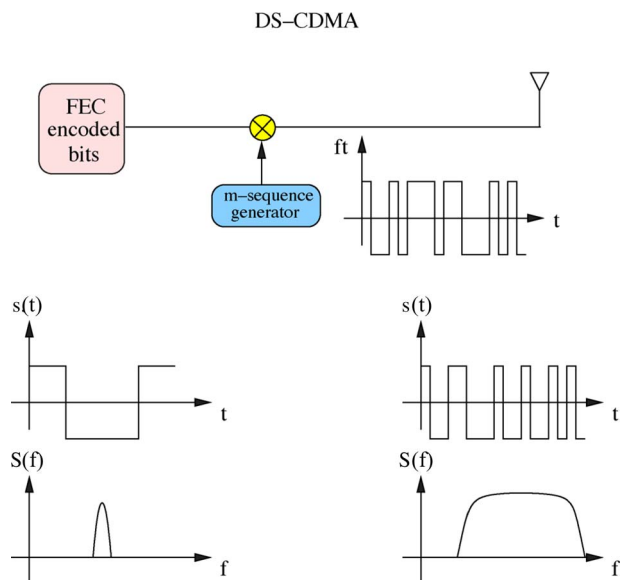 DS–CDMA
FEC
encoded
bits
m–sequence
generator
ft
t
s(t)
t
S(f)
f
s(t)
t
S(f)
f